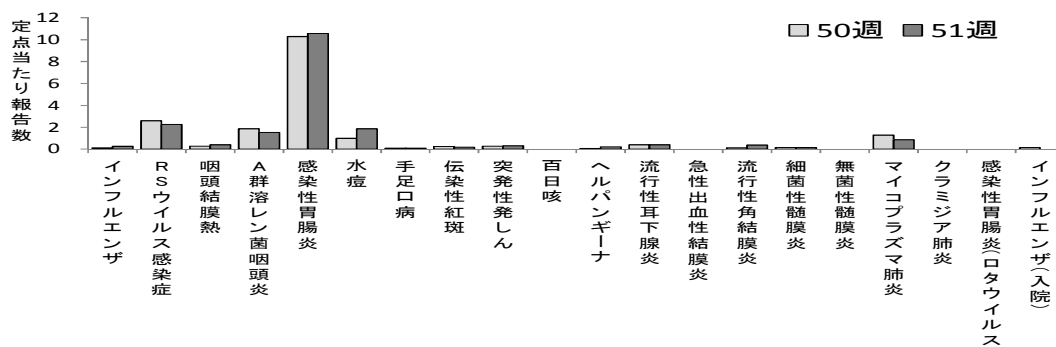 定点当たり報告数
12
10
8
6
4
2
0
50週
51週
インフルエンザ
RSウイルス感染症
咽頭結膜熱
A群溶レン菌咽頭炎
感染性胃腸炎
水痘
手足口病
伝染性紅斑
突発性発しん
百日咳
ヘルパンギーナ
流行性耳下腺炎
急性出血性結膜炎
流行性角結膜炎
細菌性髄膜炎
無菌性髄膜炎
マイコプラズマ肺炎
クラミジア肺炎
感染性胃腸炎(ロタウイルス
インフルエンザ(入院)